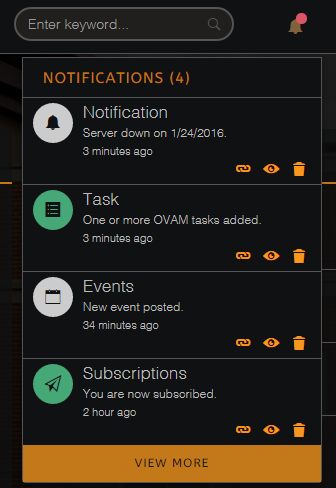 Enter keyword...
NOTIFICATIONS (4)
Notification
Server down on 1/24/2016.
3 minutes ago
Task
One or more OVAM tasks added.
3 minutes ago
Events
New event posted.
34 minutes ago
Subscriptions
You are now subscribed.
2 hour ago
VIEW MORE